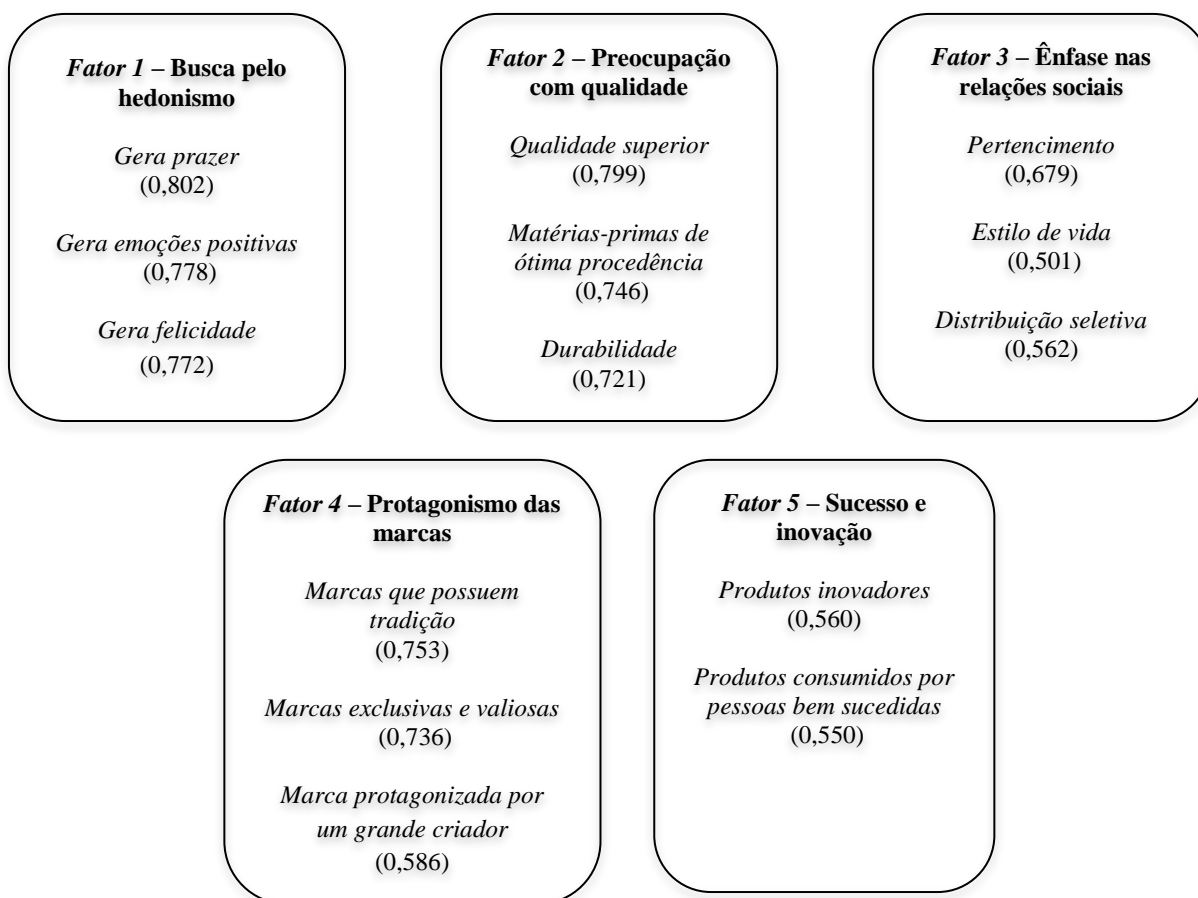 Fator 1 – Busca pelo
hedonismo
Gera prazer
(0,802)
Gera emoções positivas
(0,778)
Gera felicidade
(0,772)
Fator 2 – Preocupação
com qualidade
Qualidade superior
(0,799)
Matérias-primas de
ótima procedência
(0,746)
Durabilidade
(0,721)
Fator 3 – Ênfase nas
relações sociais
Pertencimento
(0,679)
Estilo de vida
(0,501)
Distribuição seletiva
(0,562)
Fator 4 – Protagonismo das
marcas
Marcas que possuem
tradição
(0,753)
Marcas exclusivas e valiosas
(0,736)
Marca protagonizada por
um grande criador
(0,586)
Fator 5 – Sucesso e
inovação
Produtos inovadores
(0,560)
Produtos consumidos por
pessoas bem sucedidas
(0,550)